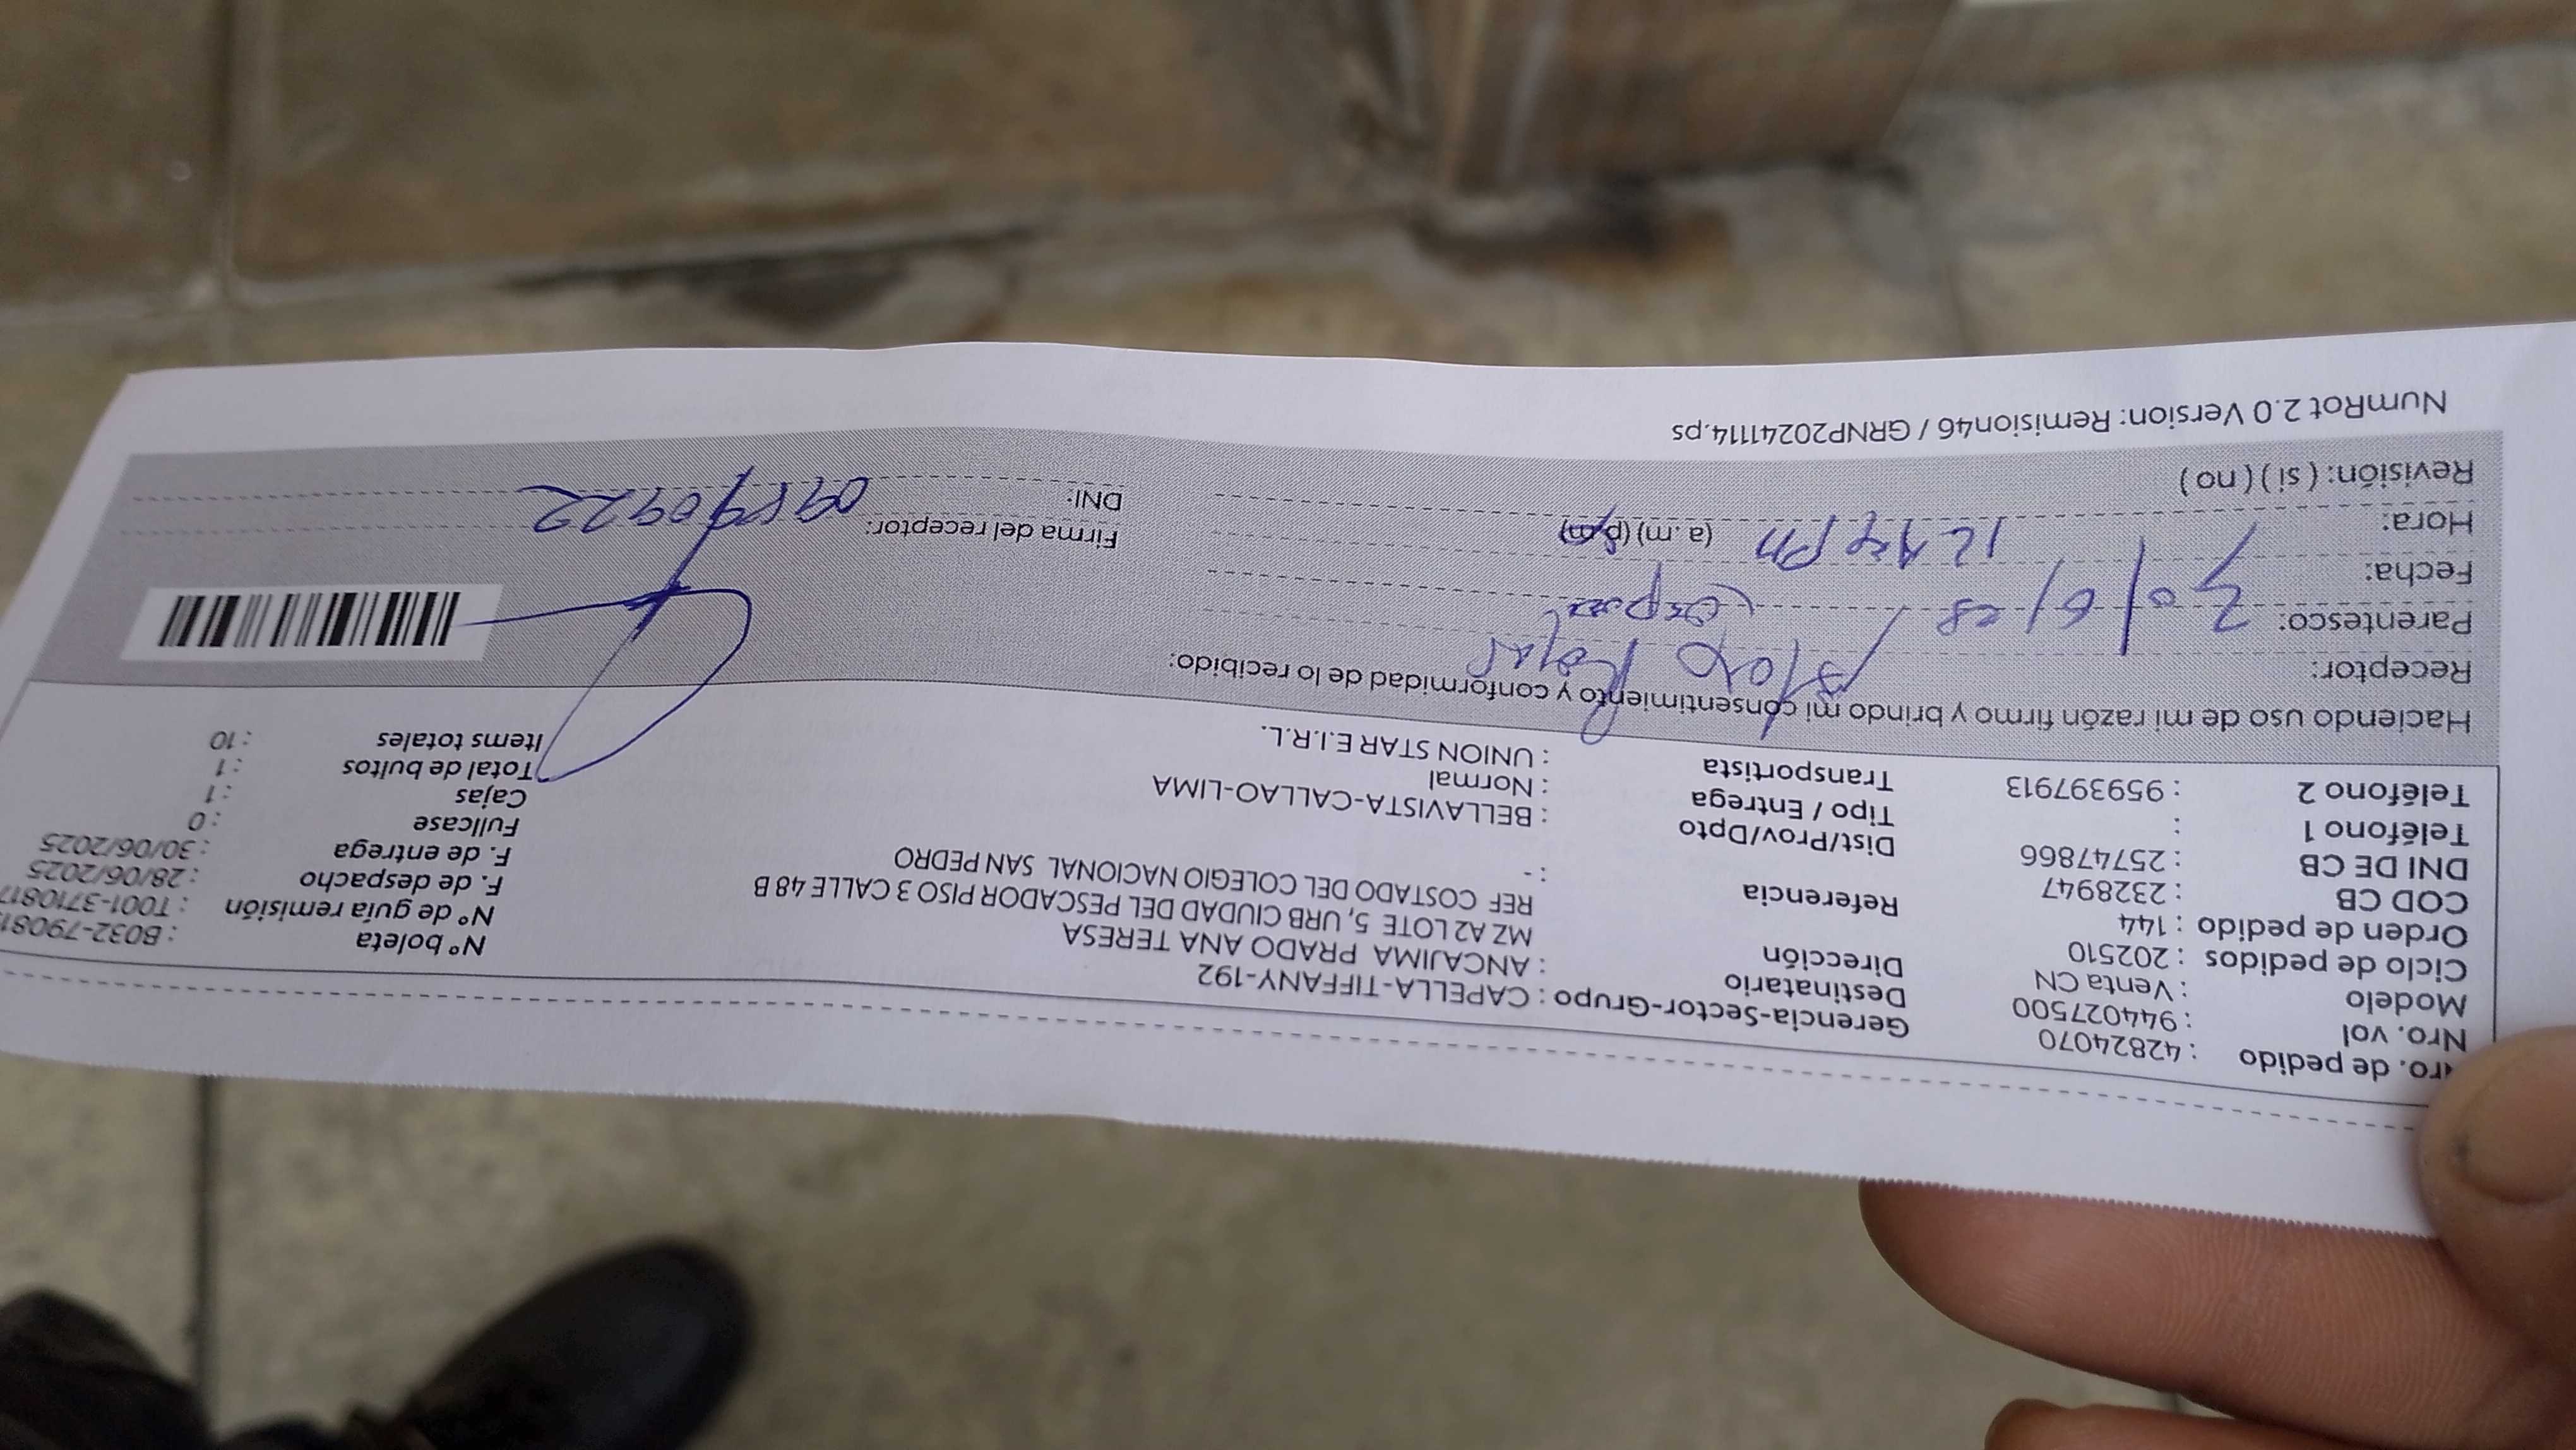 Nro. de pedido : 42824070 Gerencia-Sector-Grupo : CAPELLA-TIFFANY-192
Nro. vol : 944027500 Destinatario : ANCAJIMA PRADO ANA TERESA Nº boleta : B032-79081
Modelo : Venta CN Dirección MZ A2 LOTE 5, URB CIUDAD DEL PESCADOR PISO 3 CALLE 48 B Nº de guía remisión : T001-371081
Ciclo de pedidos : 202510 REF COSTADO DEL COLEGIO NACIONAL SAN PEDRO F. de despacho : 28/06/2025
Orden de pedido : 144 Referencia : - F. de entrega : 30/06/2025
COD CB : 2328947 Dist/Prov/Dpto : BELLAVISTA-CALLAO-LIMA Fullcase : 0
DNI DE CB : 25747866 Tipo / Entrega : Normal Cajas : 1
Teléfono 1 : Transportista : UNION STAR E.I.R.L. Total de bultos : 1
Teléfono 2 : 959397913 Items totales : 10
Haciendo uso de mi razón firmo y brindo mi consentimiento y conformidad de lo recibido:
Receptor:
Parentesco:
Fecha:
Hora: (a.m) (p.m) Firma del receptor:
Revisión: ( si ) ( no ) DNI:
NumRot 2.0 Version: Remision46 / GRNP20241114.ps